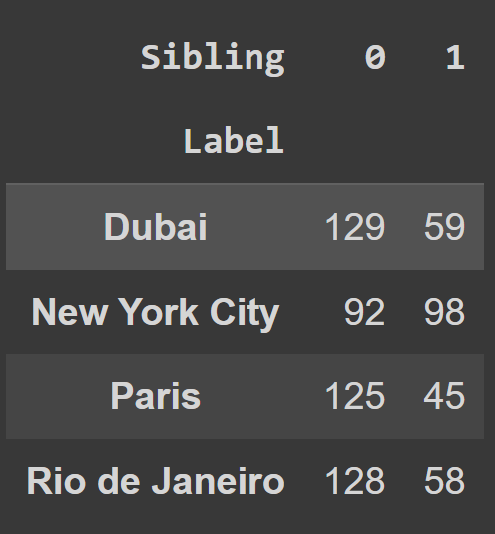 Sibling 0 1
Label
Dubai 129 59
New York City 92 98
Paris 125 45
Rio de Janeiro 128 58